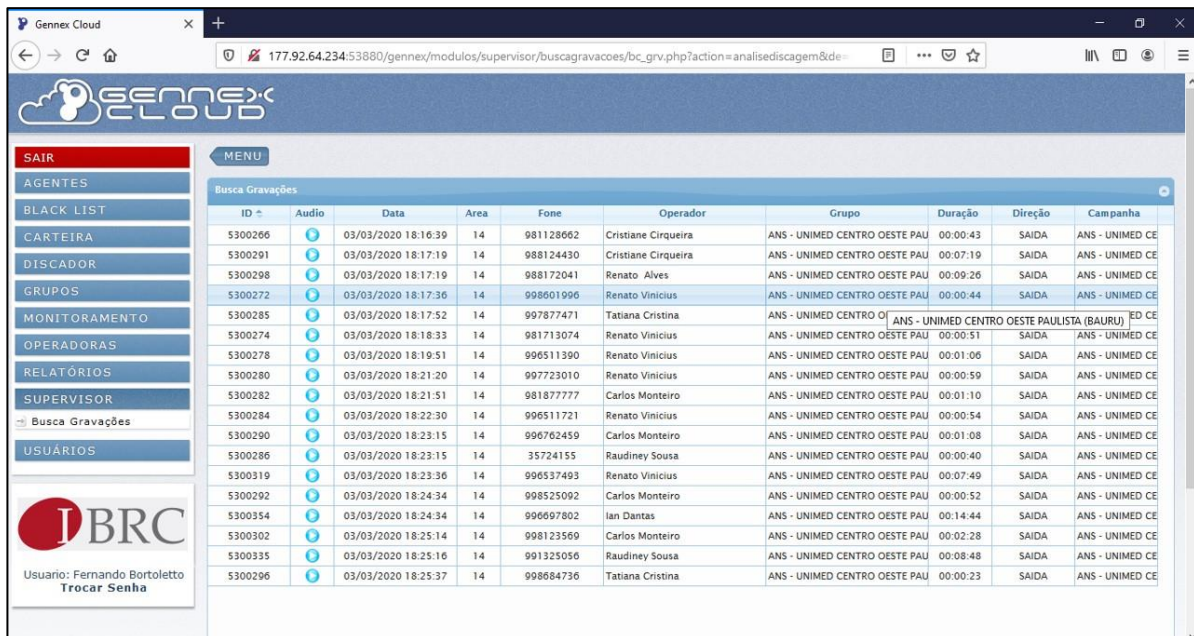 Gennex Cloud
177.92.64.234:53880/gennex/modulos/supervisor/buscagravacoes/bc_grv.php?action=analisediscagem&de=
GENNEX CLOUD
SAIR
AGENTES
BLACK LIST
CARTEIRA
DISCADOR
GRUPOS
MONITORAMENTO
OPERADORAS
RELATÓRIOS
SUPERVISOR
Busca Gravações
USUÁRIOS
IBRC
Usuario: Fernando Bortoletto
Trocar Senha
MENU
Busca Gravações
ID Audio Data Area Fone Operador Grupo Duração Direção Campanha
5300266 03/03/2020 18:16:39 14 981128662 Cristiane Cirqueira ANS - UNIMED CENTRO OESTE PAU 00:00:43 SAIDA ANS - UNIMED CE
5300291 03/03/2020 18:17:19 14 988124430 Cristiane Cirqueira ANS - UNIMED CENTRO OESTE PAU 00:07:19 SAIDA ANS - UNIMED CE
5300298 03/03/2020 18:17:19 14 988172041 Renato Alves ANS - UNIMED CENTRO OESTE PAU 00:09:26 SAIDA ANS - UNIMED CE
5300272 03/03/2020 18:17:36 14 998601996 Renato Vinicius ANS - UNIMED CENTRO OESTE PAU 00:00:44 SAIDA ANS - UNIMED CE
5300285 03/03/2020 18:17:52 14 997877471 Tatiana Cristina ANS - UNIMED CENTRO O ED CE
ANS - UNIMED CENTRO OESTE PAULISTA (BAURU)
5300274 03/03/2020 18:18:33 14 981713074 Renato Vinicius ANS - UNIMED CENTRO OESTE PAU 00:00:51 SAIDA ANS - UNIMED CE
5300278 03/03/2020 18:19:51 14 996511390 Renato Vinicius ANS - UNIMED CENTRO OESTE PAU 00:01:06 SAIDA ANS - UNIMED CE
5300280 03/03/2020 18:21:20 14 997723010 Renato Vinicius ANS - UNIMED CENTRO OESTE PAU 00:00:59 SAIDA ANS - UNIMED CE
5300282 03/03/2020 18:21:51 14 981877777 Carlos Monteiro ANS - UNIMED CENTRO OESTE PAU 00:01:10 SAIDA ANS - UNIMED CE
5300284 03/03/2020 18:22:30 14 996511721 Renato Vinicius ANS - UNIMED CENTRO OESTE PAU 00:00:54 SAIDA ANS - UNIMED CE
5300290 03/03/2020 18:23:15 14 996762459 Carlos Monteiro ANS - UNIMED CENTRO OESTE PAU 00:01:08 SAIDA ANS - UNIMED CE
5300286 03/03/2020 18:23:15 14 35724155 Raudiney Sousa ANS - UNIMED CENTRO OESTE PAU 00:00:40 SAIDA ANS - UNIMED CE
5300319 03/03/2020 18:23:36 14 996537493 Renato Vinicius ANS - UNIMED CENTRO OESTE PAU 00:07:49 SAIDA ANS - UNIMED CE
5300292 03/03/2020 18:24:34 14 998525092 Carlos Monteiro ANS - UNIMED CENTRO OESTE PAU 00:00:52 SAIDA ANS - UNIMED CE
5300354 03/03/2020 18:24:34 14 996697802 Ian Dantas ANS - UNIMED CENTRO OESTE PAU 00:14:44 SAIDA ANS - UNIMED CE
5300302 03/03/2020 18:25:14 14 998123569 Carlos Monteiro ANS - UNIMED CENTRO OESTE PAU 00:02:28 SAIDA ANS - UNIMED CE
5300335 03/03/2020 18:25:16 14 991325056 Raudiney Sousa ANS - UNIMED CENTRO OESTE PAU 00:08:48 SAIDA ANS - UNIMED CE
5300296 03/03/2020 18:25:37 14 998684736 Tatiana Cristina ANS - UNIMED CENTRO OESTE PAU 00:00:23 SAIDA ANS - UNIMED CE